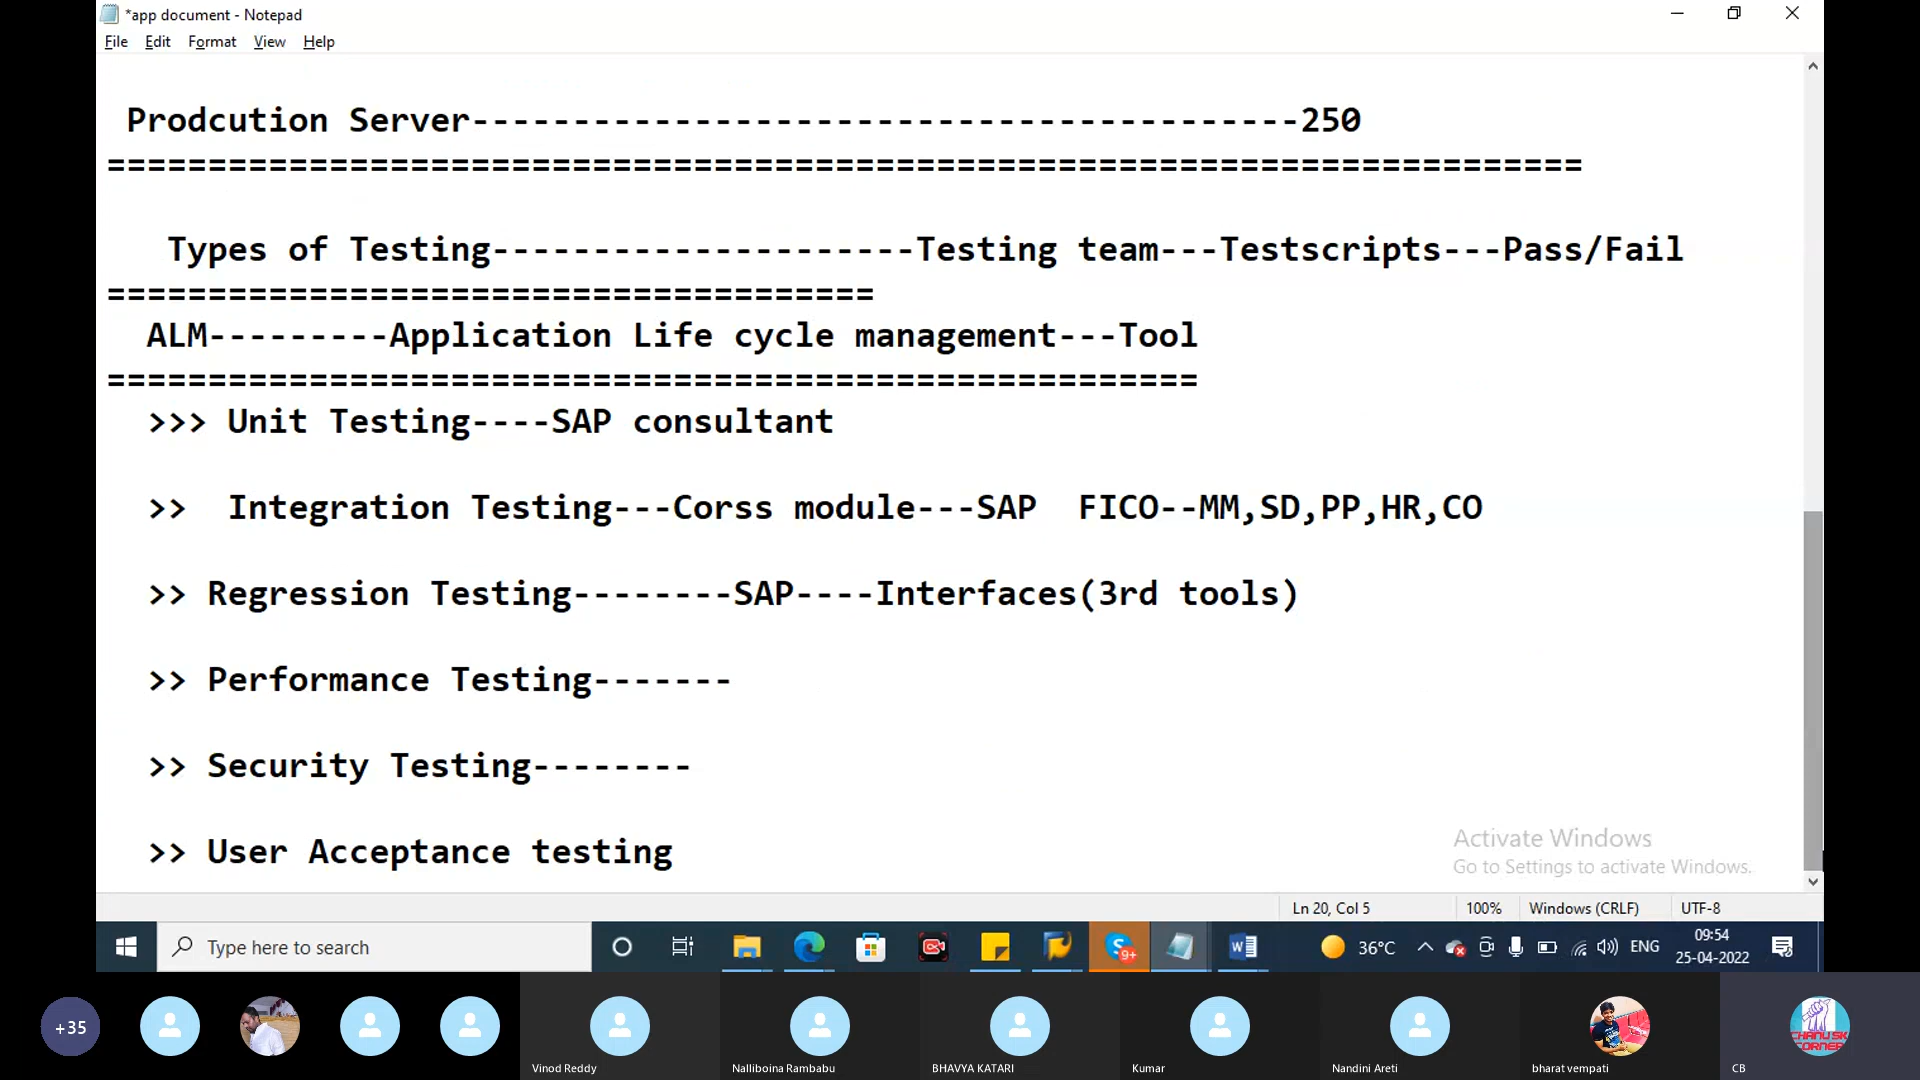 *app document - Notepad
File Edit Format View Help
Prodcution Server-----------------------------------------250
=========================================================================
Types of Testing---------------------Testing team---Testscripts---Pass/Fail
======================================
ALM---------Application Life cycle management---Tool
======================================================
>>> Unit Testing----SAP consultant
>> Integration Testing---Corss module---SAP FICO--MM,SD,PP,HR,CO
>> Regression Testing--------SAP----Interfaces(3rd tools)
>> Performance Testing-------
>> Security Testing--------
>> User Acceptance testing
Activate Windows
Go to Settings to activate Windows.
Ln 20, Col 5 100% Windows (CRLF) UTF-8
Type here to search
S 9+
W
36°C
ENG
09:54
25-04-2022
+35
Vinod Reddy
Nalliboina Rambabu
BHAVYA KATARI
Kumar
Nandini Areti
bharat vempati
CHANU SK
CORNER
CB